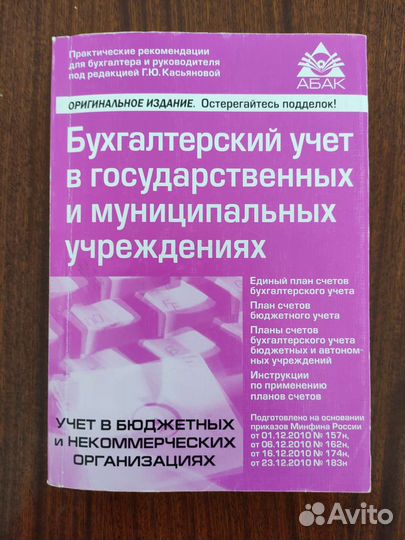 Практические рекомендации
для бухгалтера и руководителя
под редакцией Г.Ю. Касьяновой
АБАК
ОРИГИНАЛЬНОЕ ИЗДАНИЕ. Остерегайтесь подделок!
Бухгалтерский учет
в государственных
и муниципальных
учреждениях
Единый план счетов
бухгалтерского учета
План счетов
бюджетного учета
Планы счетов
бухгалтерского учета
бюджетных и автоном-
ных учреждений
Инструкции
по применению
планов счетов
УЧЕТ В БЮДЖЕТНЫХ
И НЕКОММЕРЧЕСКИХ
ОРГАНИЗАЦИЯХ
Подготовлено на основании
приказов Минфина России
от 01.12.2010 № 157н,
от 06.12.2010 № 162н,
от 16.12.2010 № 174н,
от 23.12.2010 № 183н
Avito